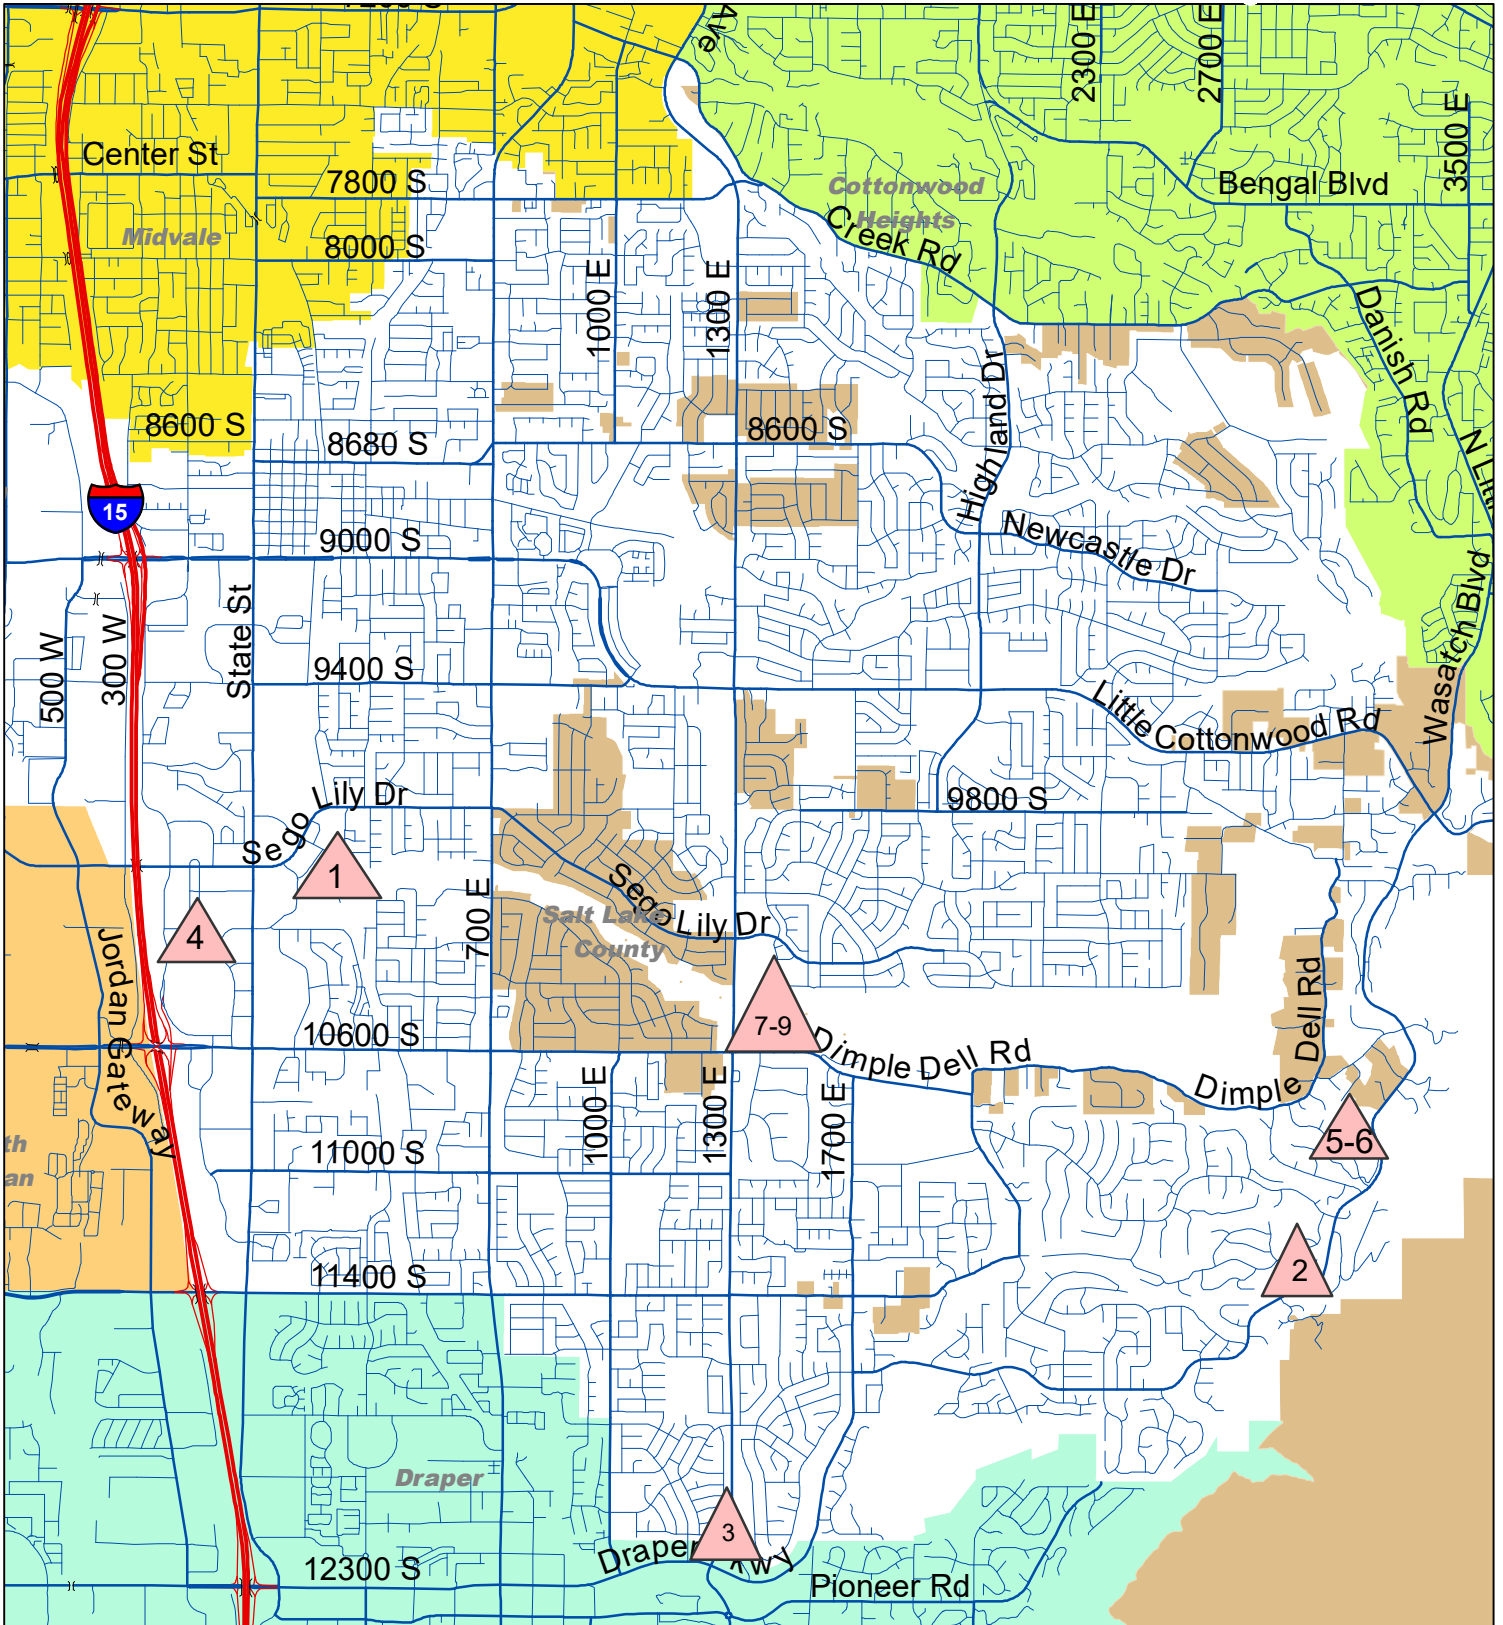 Ave
2300 E
2700 E
3500 E
Center St
7800 S
Bengal Blvd
Cottonwood
Heights
Creek Rd
Midvale
8000 S
1000 E
1300 E
Danish Rd
Highland Dr
8600 S
8680 S
8600 S
15
9000 S
Newcastle Dr
Wasatch Blvd
500 W
300 W
State St
9400 S
Little Cottonwood Rd
Sego Lily Dr
9800 S
1
4
700 E
Sego Lily Dr
Salt Lake
County
Jordan Gateway
10600 S
7-9
Dimple Dell Rd
Dimple Dell Rd
1000 E
1300 E
1700 E
11000 S
5-6
2
11400 S
Draper
3
12300 S
Draper
Pioneer Rd